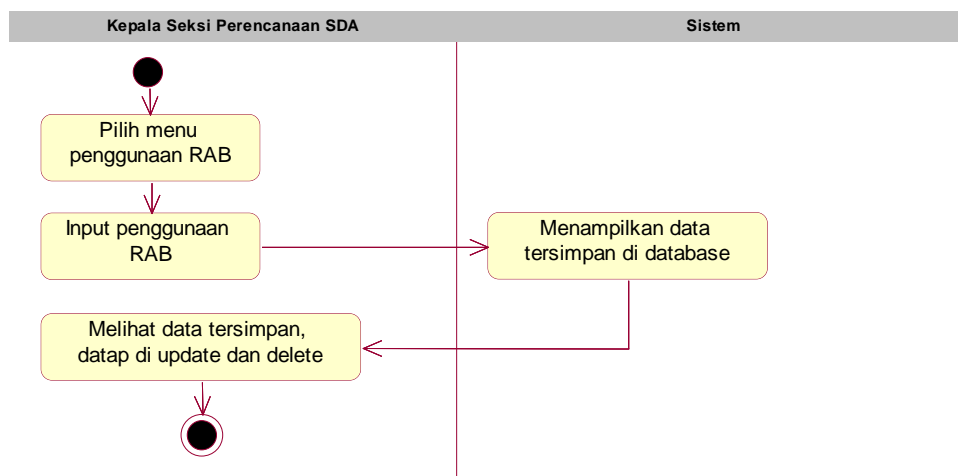 Kepala Seksi Perencanaan SDA
Sistem
Pilih menu
penggunaan RAB
Input penggunaan
RAB
Menampilkan data
tersimpan di database
Melihat data tersimpan,
datap di update dan delete